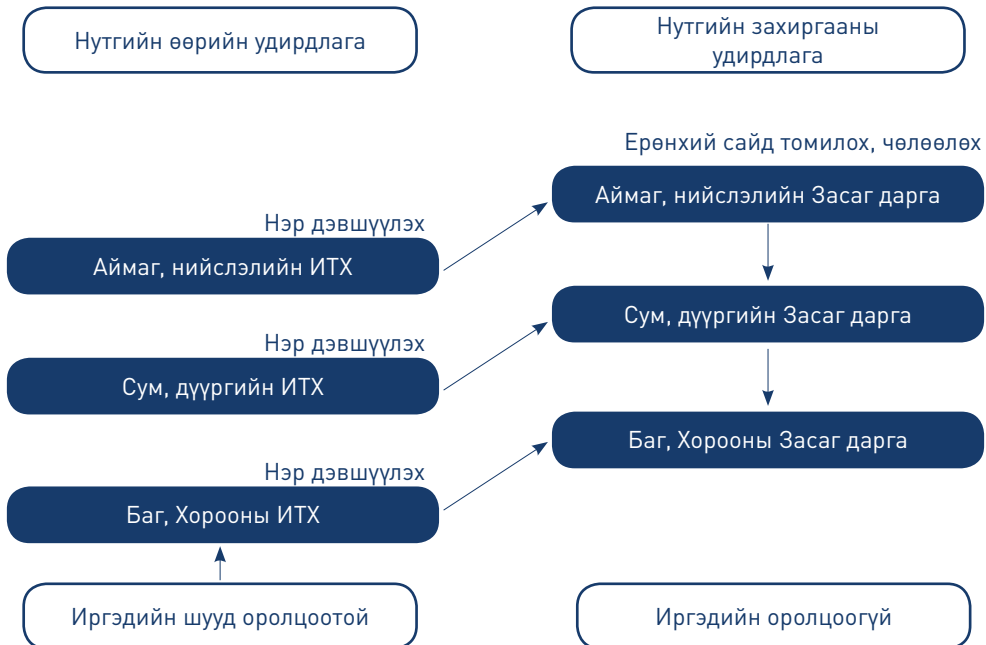 Нутгийн өөрийн удирдлага
Нутгийн захиргааны
удирдлага
Ерөнхий сайд томилох, чөлөөлөх
Аймаг, нийслэлийн Засаг дарга
Нэр дэвшүүлэх
Аймаг, нийслэлийн ИТХ
Сум, дүүргийн Засаг дарга
Нэр дэвшүүлэх
Сум, дүүргийн ИТХ
Баг, Хорооны Засаг дарга
Нэр дэвшүүлэх
Баг, Хорооны ИТХ
Иргэдийн шууд оролцоотой
Иргэдийн оролцоогүй